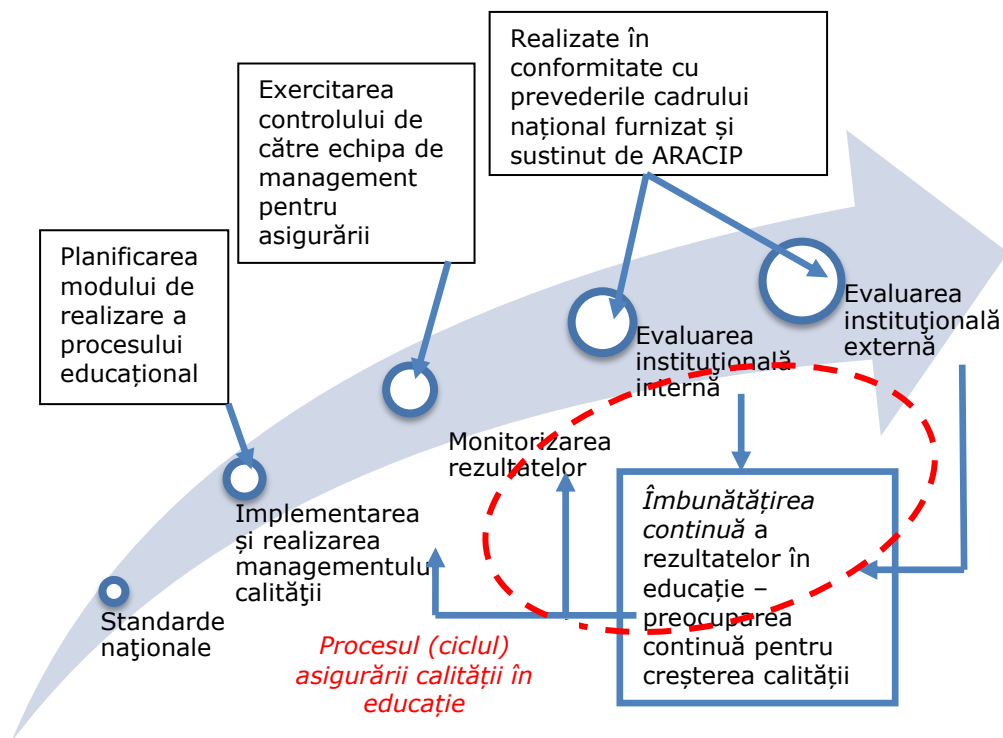 Realizate în
conformitate cu
prevederile cadrului
național furnizat și
sustinut de ARACIP
Exercitarea
controlului de
către echipa de
management
pentru
asigurării
Planificarea
modului de
realizare a
procesului
educațional
Evaluarea
instituţională
externă
Evaluarea
instituţională
internă
Monitorizarea
rezultatelor
Implementarea
și realizarea
managementulu
calităţii
Standarde
naţionale
Îmbunătățirea
continuă a
rezultatelor în
educație –
preocuparea
continuă pentru
creșterea calității
Procesul (ciclul)
asigurării calității în
educație